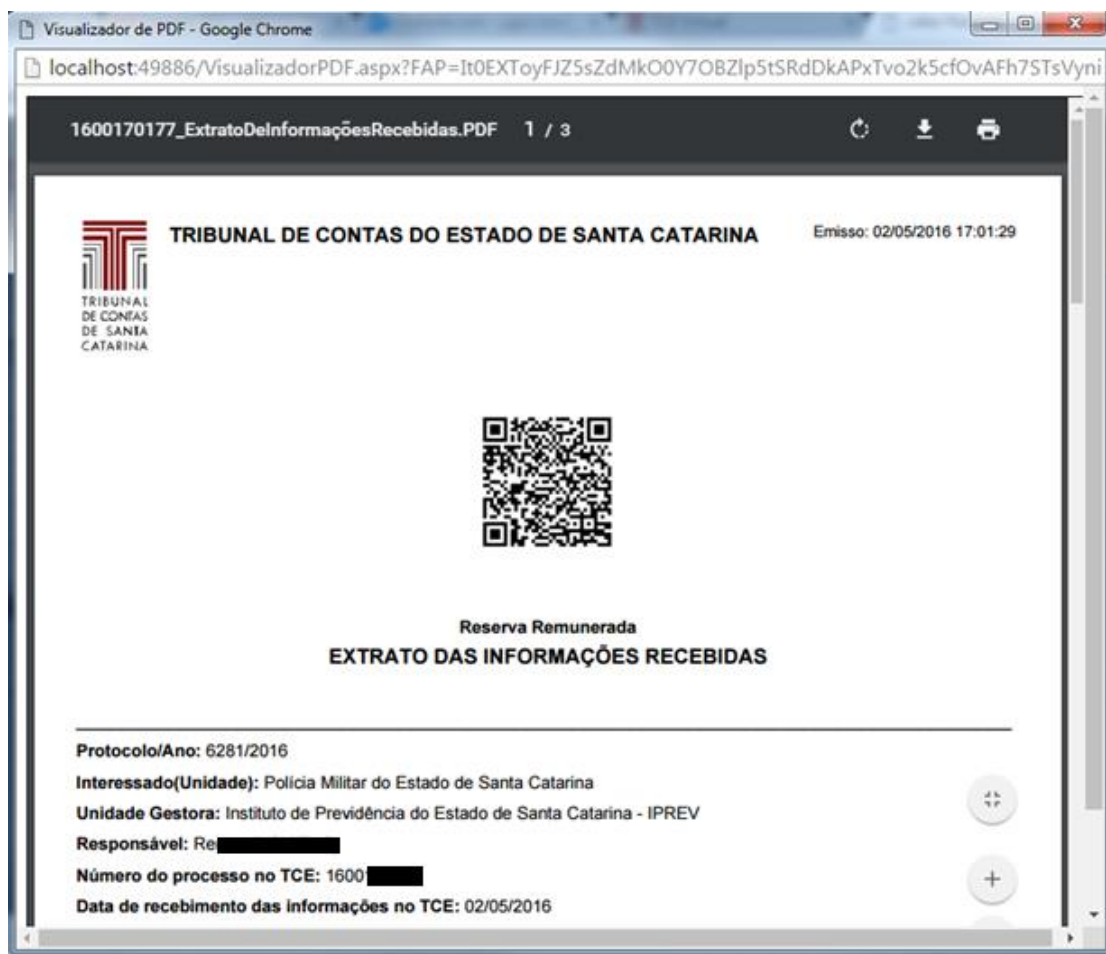 Visualizador de PDF - Google Chrome
localhost:49886/VisualizadorPDF.aspx?FAP=It0EXToyFJZ5sZdMkO0Y7OBZlp5tSRdDkAPxTvo2k5cfOvAFh7STsVyni
1600170177_ExtratoDeInformaçõesRecebidas.PDF 1 / 3
TRIBUNAL DE CONTAS DO ESTADO DE SANTA CATARINA
Emisso: 02/05/2016 17:01:29
TRIBUNAL
DE CONTAS
DE SANTA
CATARINA
Reserva Remunerada
EXTRATO DAS INFORMAÇÕES RECEBIDAS
Protocolo/Ano: 6281/2016
Interessado(Unidade): Polícia Militar do Estado de Santa Catarina
Unidade Gestora: Instituto de Previdência do Estado de Santa Catarina - IPREV
Responsável: Re
Número do processo no TCE: 1600
Data de recebimento das informações no TCE: 02/05/2016